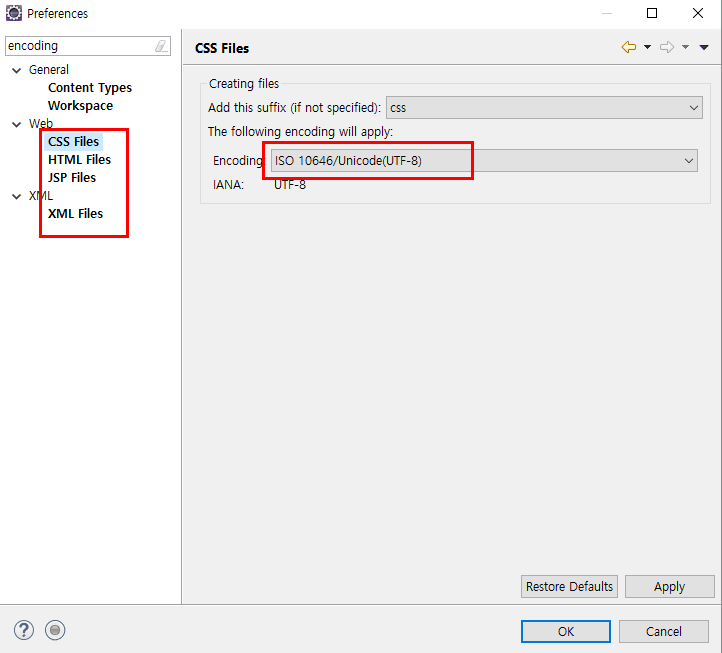 Preferences
encoding
General
Content Types
Workspace
Web
CSS Files
HTML Files
JSP Files
XML
XML Files
CSS Files
Creating files
Add this suffix (if not specified): css
The following encoding will apply:
Encoding ISO 10646/Unicode(UTF-8)
IANA: UTF-8
Restore Defaults Apply
? OK Cancel